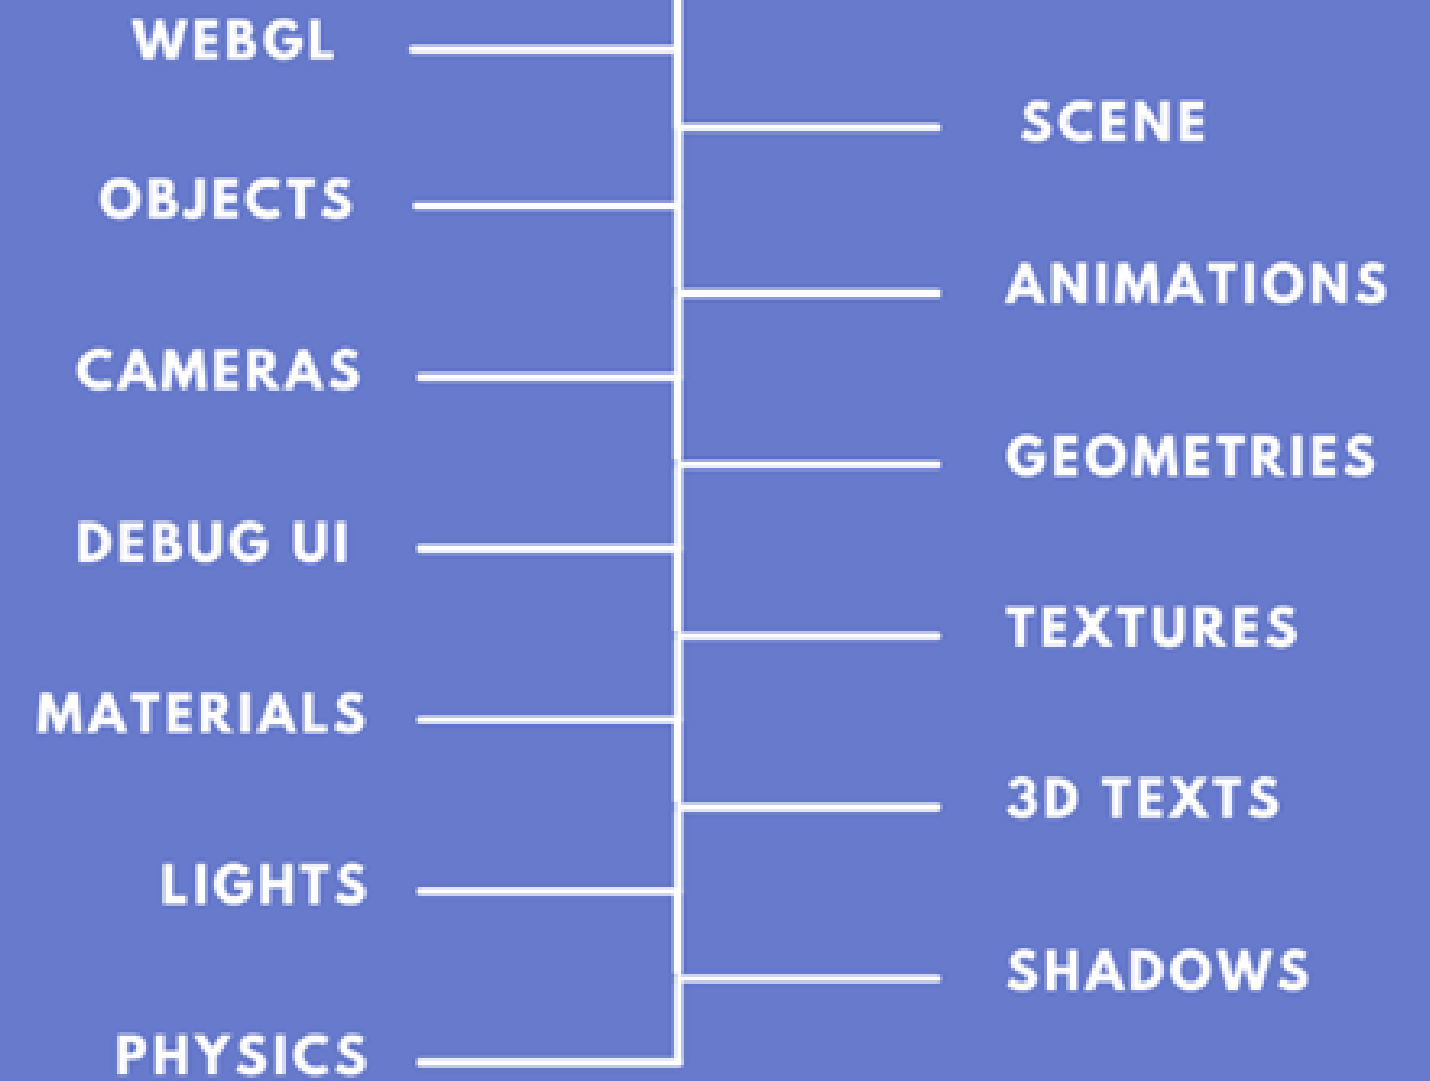 WEBGL
SCENE
OBJECTS
ANIMATIONS
CAMERAS
GEOMETRIES
DEBUG UI
TEXTURES
MATERIALS
3D TEXTS
LIGHTS
SHADOWS
PHYSICS